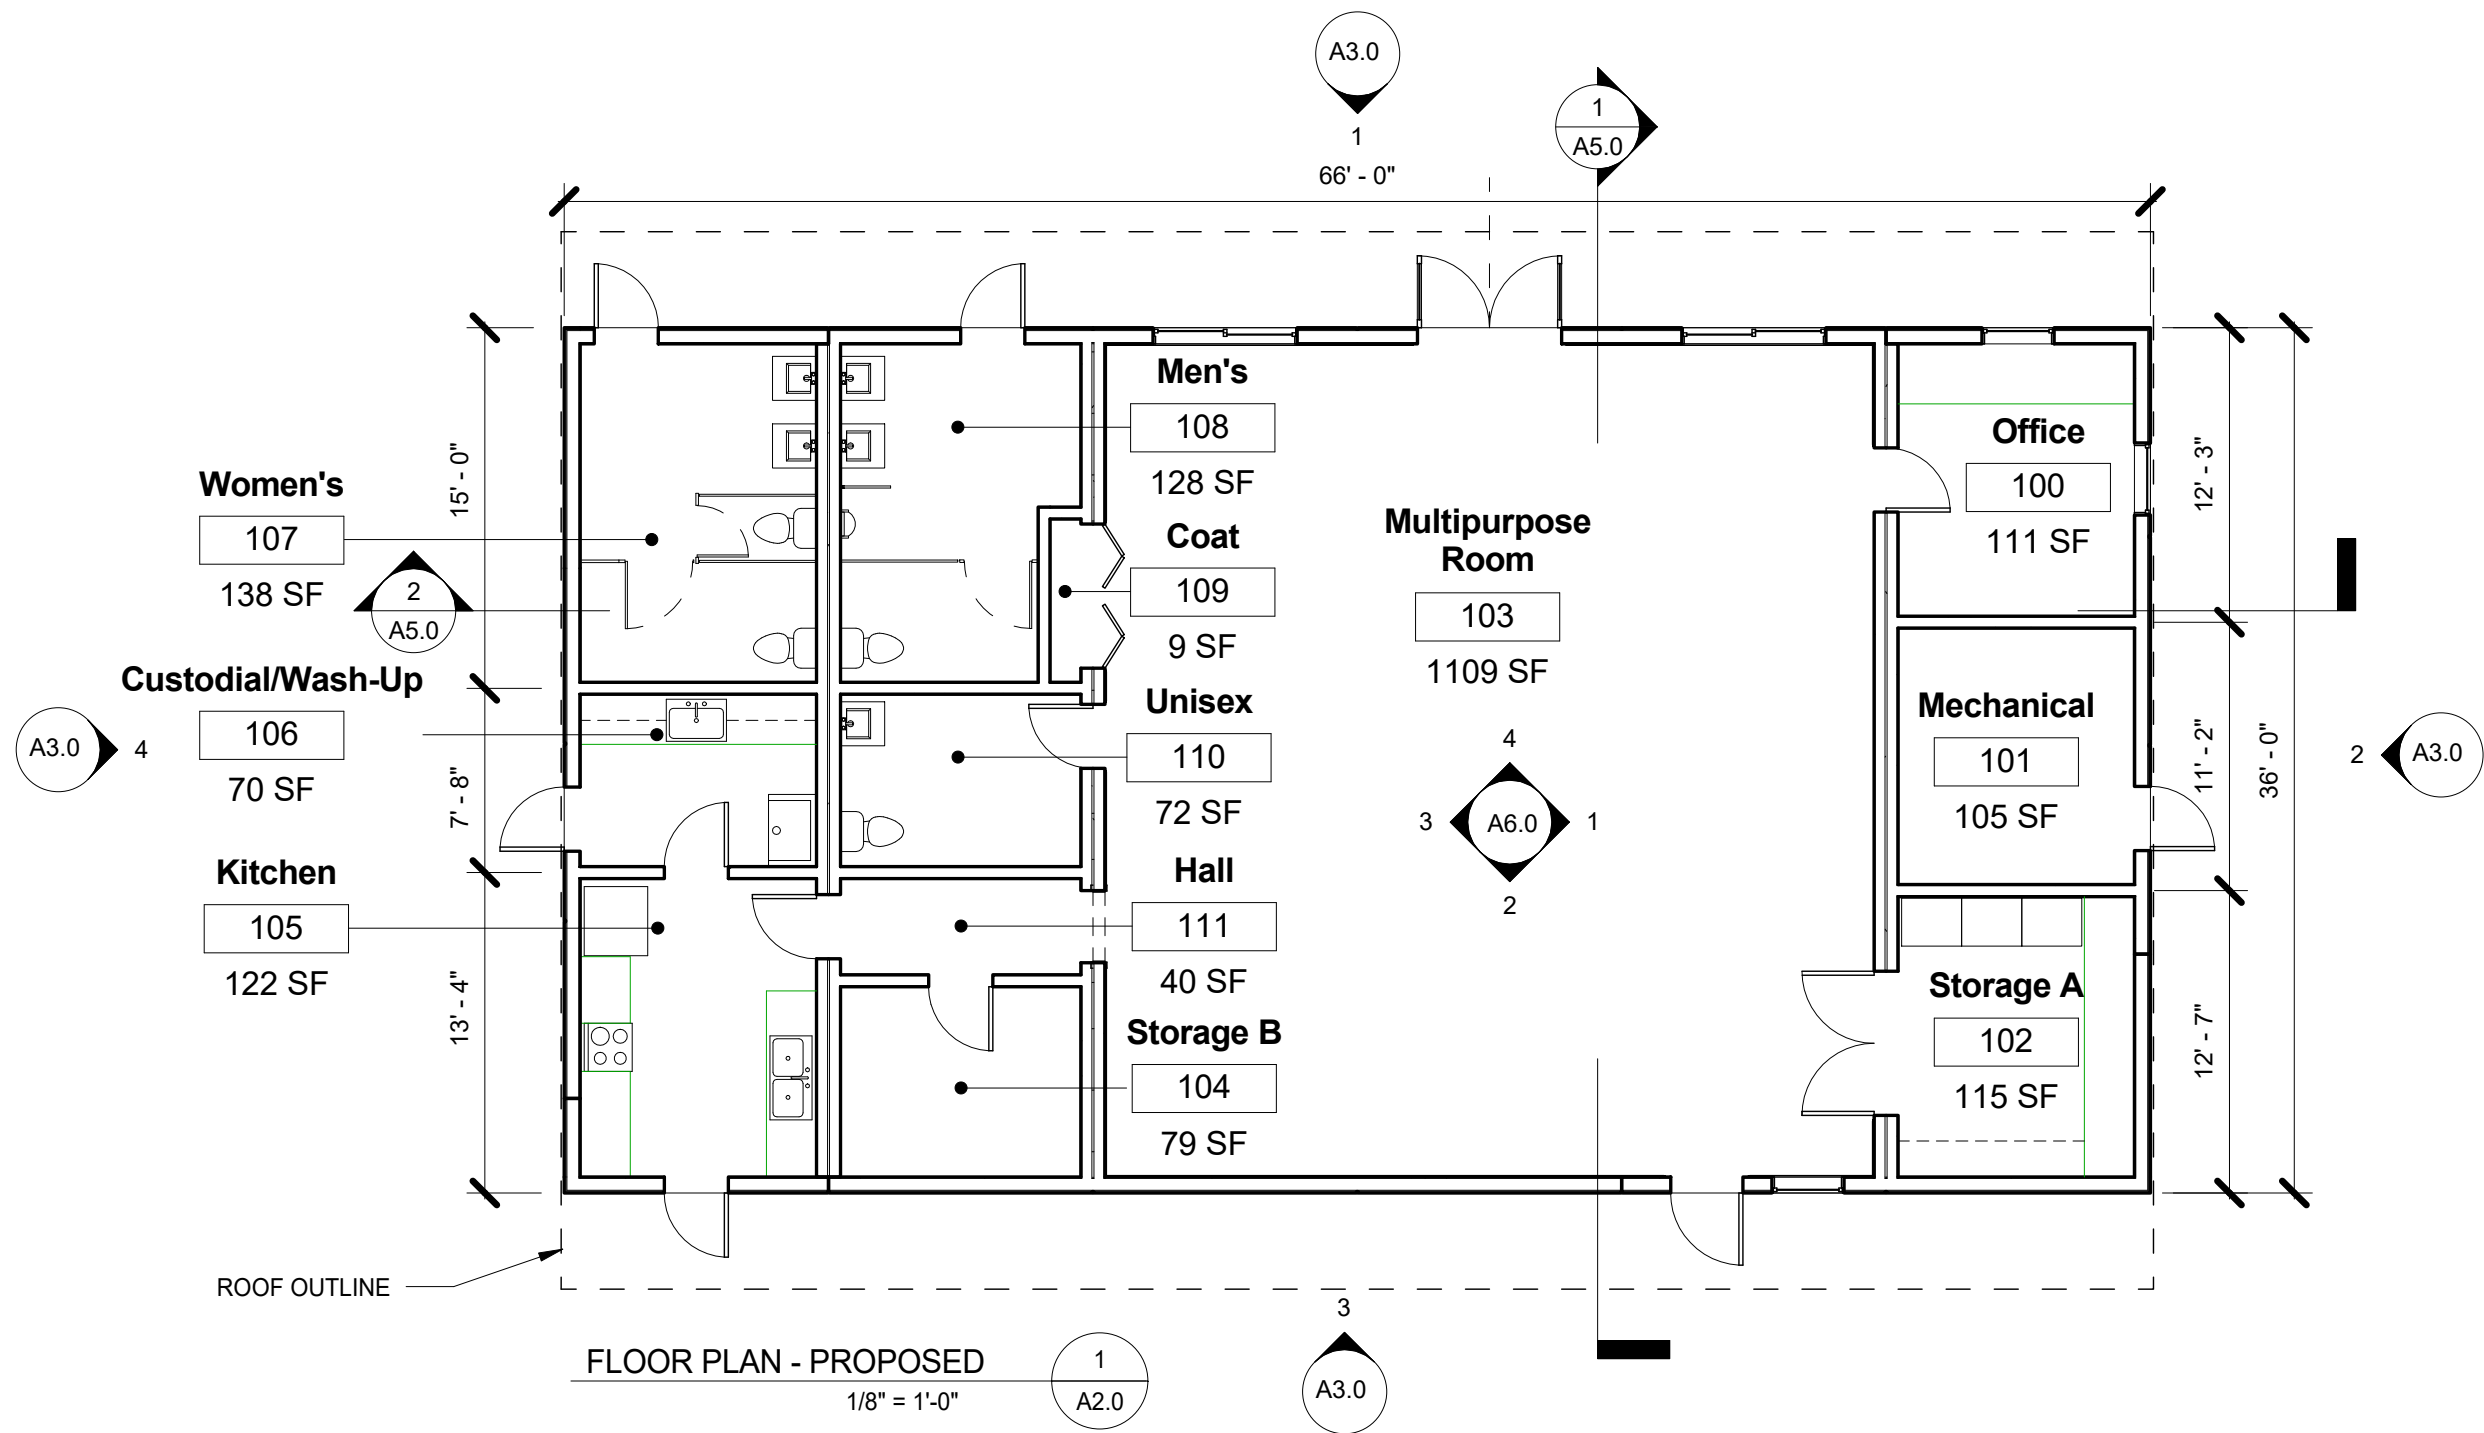 A3.0
1
1
A5.0
66' - 0"
Men's
108
128 SF
Office
100
111 SF
12' - 3"
Women's
107
138 SF
15' - 0"
2
A5.0
Coat
109
9 SF
Multipurpose
Room
103
1109 SF
Custodial/Wash-Up
106
70 SF
A3.0
4
7' - 8"
Unisex
110
72 SF
4
3
A6.0
1
2
Mechanical
101
105 SF
11' - 2"
36' - 0"
2
A3.0
Kitchen
105
122 SF
13' - 4"
Hall
111
40 SF
Storage B
104
79 SF
Storage A
102
115 SF
12' - 7"
ROOF OUTLINE
3
A3.0
FLOOR PLAN - PROPOSED
1/8" = 1'-0"
1
A2.0